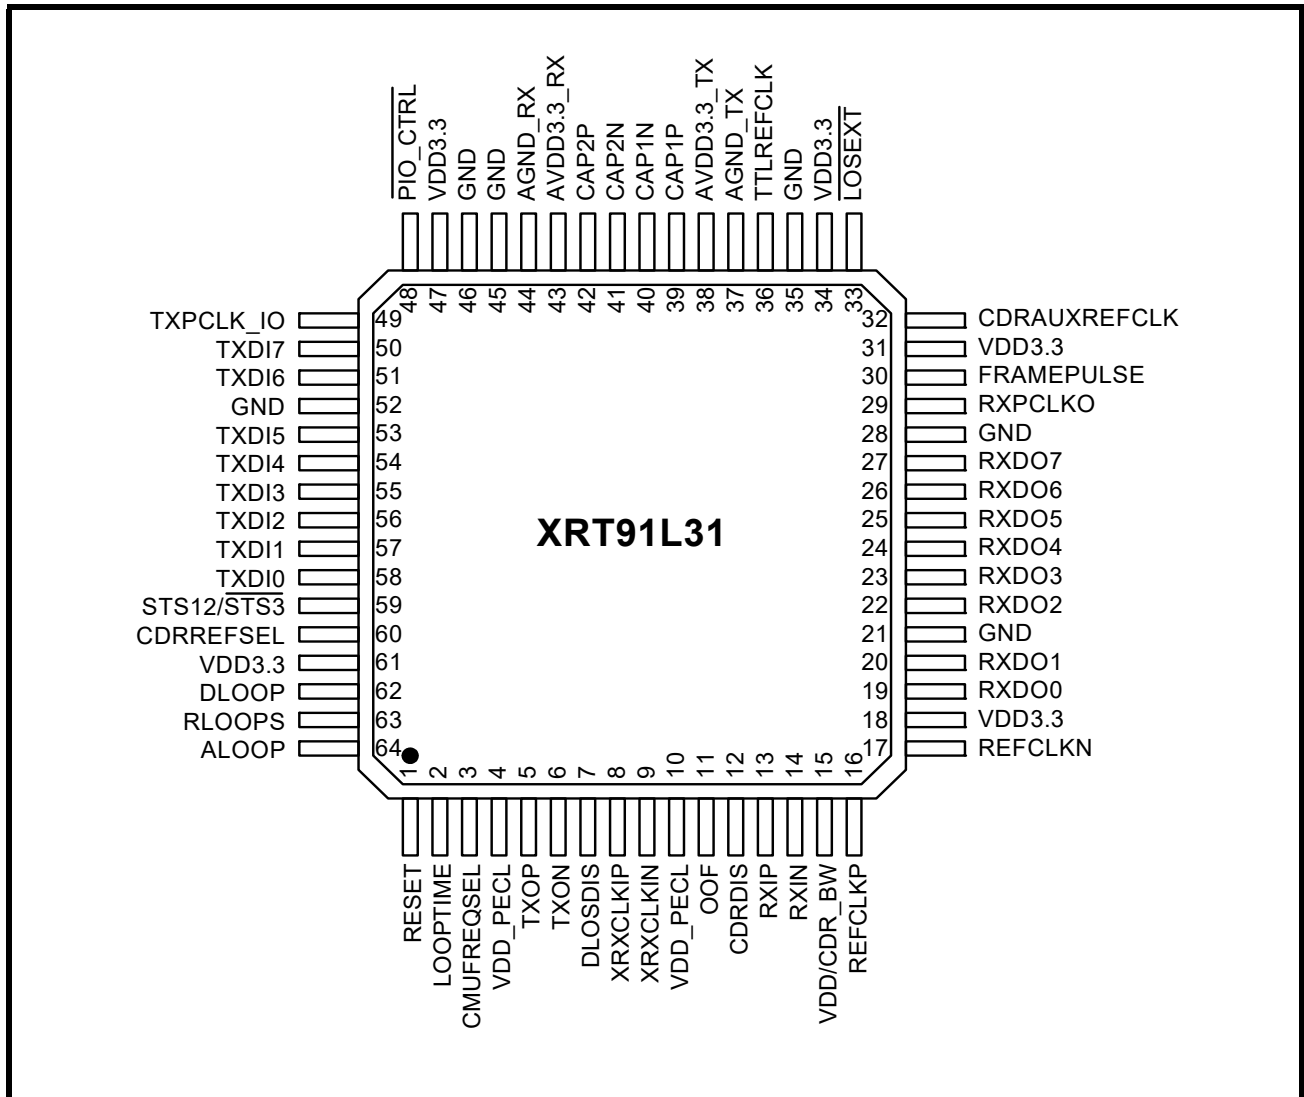 PIO_CTRL
VDD3.3
GND
GND
AGND_RX
AVDD3.3_RX
CAP2P
CAP2N
CAP1N
CAP1P
AVDD3.3_TX
AGND_TX
TTLREFCLK
GND
VDD3.3
LOSEXT
48
47
46
45
44
43
42
41
40
39
38
37
36
35
34
33
TXPCLK_IO 49
TXDI7 50
TXDI6 51
GND 52
TXDI5 53
TXDI4 54
TXDI3 55
TXDI2 56
TXDI1 57
TXDI0 58
STS12/STS3 59
CDRREFSEL 60
VDD3.3 61
DLOOP 62
RLOOPS 63
ALOOP 64
XRT91L31
32 CDRAUXREFCLK
31 VDD3.3
30 FRAMEPULSE
29 RXPCLKO
28 GND
27 RXDO7
26 RXDO6
25 RXDO5
24 RXDO4
23 RXDO3
22 RXDO2
21 GND
20 RXDO1
19 RXDO0
18 VDD3.3
17 REFCLKN
1
2
3
4
5
6
7
8
9
10
11
12
13
14
15
16
RESET
LOOPTIME
CMUFREQSEL
VDD_PECL
TXOP
TXON
DLOSDIS
XRXCLKIP
XRXCLKIN
VDD_PECL
OOF
CDRDIS
RXIP
RXIN
VDD/CDR_BW
REFCLKP